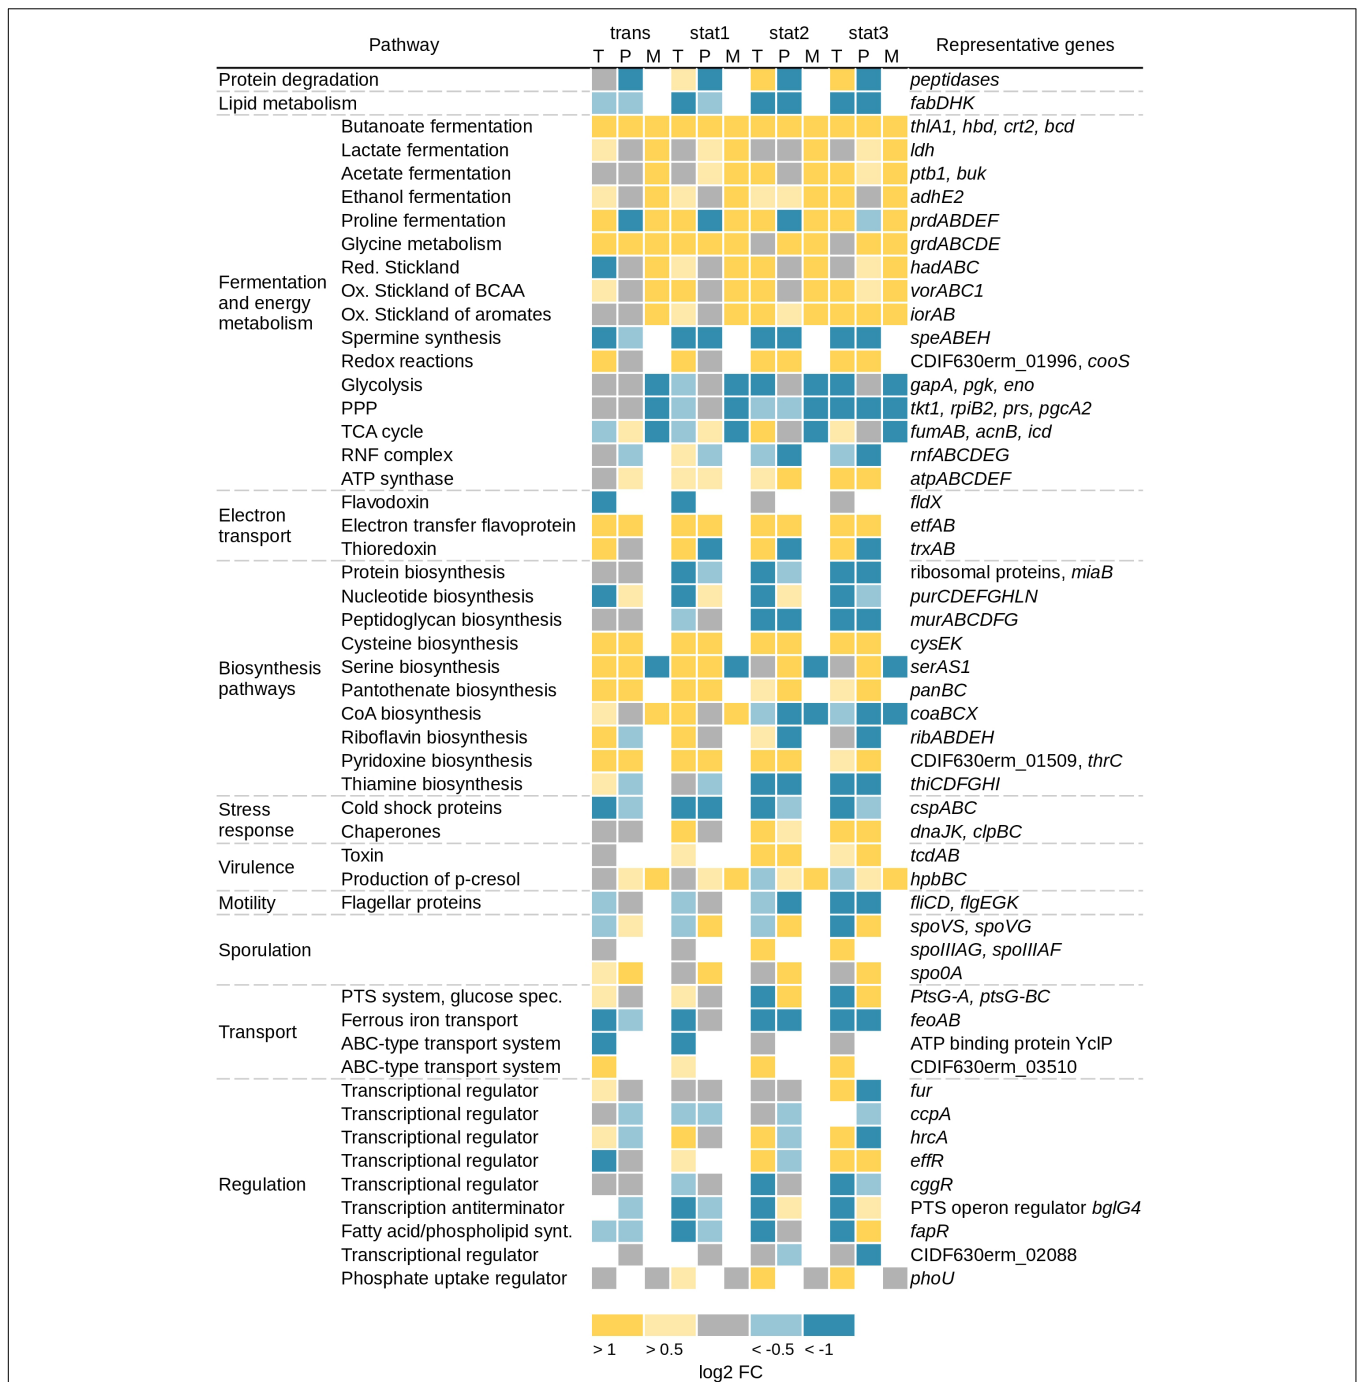 trans stat1 stat2 stat3
Pathway Representative genes
T P M T P M T P M T P M
Protein degradation peptidases
Lipid metabolism fabDHK
Butanoate fermentation thlA1, hbd, crt2, bcd
Lactate fermentation ldh
Acetate fermentation ptb1, buk
Ethanol fermentation adhE2
Proline fermentation prdABDEF
Glycine metabolism grdABCDE
Red. Stickland hadABC
Fermentation
and energy
metabolism
Ox. Stickland of BCAA vorABC1
Ox. Stickland of aromates iorAB
Spermine synthesis speABEH
Redox reactions CDIF630erm_01996, cooS
Glycolysis gapA, pgk, eno
PPP tkt1, rpiB2, prs, pgcA2
TCA cycle fumAB, acnB, icd
RNF complex rnfABCDEG
ATP synthase atpABCDEF
Electron
transport
Flavodoxin fldX
Electron transfer flavoprotein etfAB
Thioredoxin trxAB
Protein biosynthesis ribosomal proteins, miaB
Nucleotide biosynthesis purCDEFGHLN
Peptidoglycan biosynthesis murABCDFG
Cysteine biosynthesis cysEK
Biosynthesis
pathways
Serine biosynthesis serAS1
Pantothenate biosynthesis panBC
CoA biosynthesis coaBCX
Riboflavin biosynthesis ribABDEH
Pyridoxine biosynthesis CDIF630erm_01509, thrC
Thiamine biosynthesis thiCDFGHI
Stress
response
Cold shock proteins cspABC
Chaperones dnaJK, clpBC
Virulence
Toxin tcdAB
Production of p-cresol hpbBC
Motility Flagellar proteins fliCD, flgEGK
spoVS, spoVG
Sporulation spoIIIAG, spoIIIAF
spo0A
PTS system, glucose spec. PtsG-A, ptsG-BC
Ferrous iron transport feoAB
Transport
ABC-type transport system ATP binding protein YclP
ABC-type transport system CDIF630erm_03510
Transcriptional regulator fur
Transcriptional regulator ccpA
Transcriptional regulator hrcA
Transcriptional regulator effR
Regulation Transcriptional regulator cggR
Transcription antiterminator PTS operon regulator bglG4
Fatty acid/phospholipid synt. fapR
Transcriptional regulator CIDF630erm_02088
Phosphate uptake regulator phoU
> 1 > 0.5 < -0.5 < -1
log2 FC